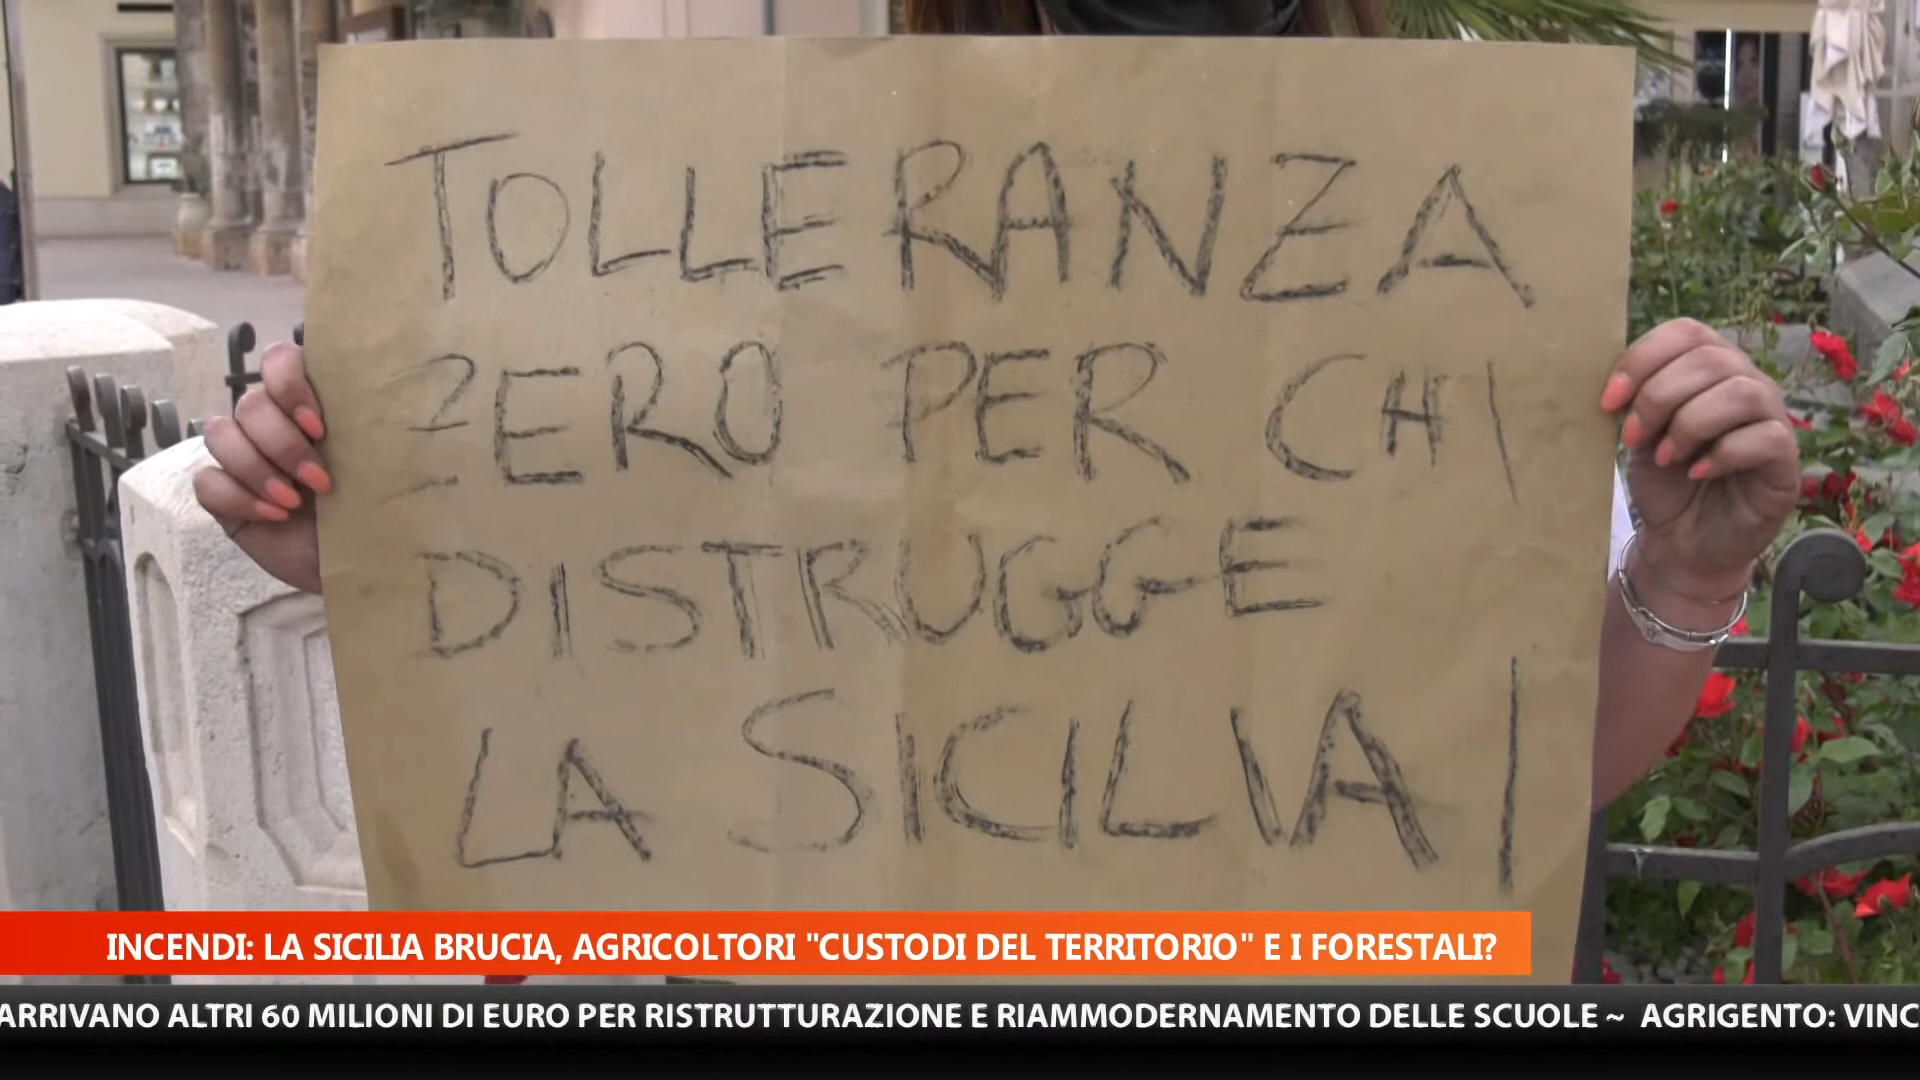 TOLLERANZA
ZERO PER CHI
DISTRUGGE
LA SICILIA
INCENDI: LA SICILIA BRUCIA, AGRICOLTORI "CUSTODI DEL TERRITORIO" E I FORESTALI?
ARRIVANO ALTRI 60 MILIONI DI EURO PER RISTRUTTURAZIONE E RIAMMODERNAMENTO DELLE SCUOLE ~ AGRIGENTO: VINC